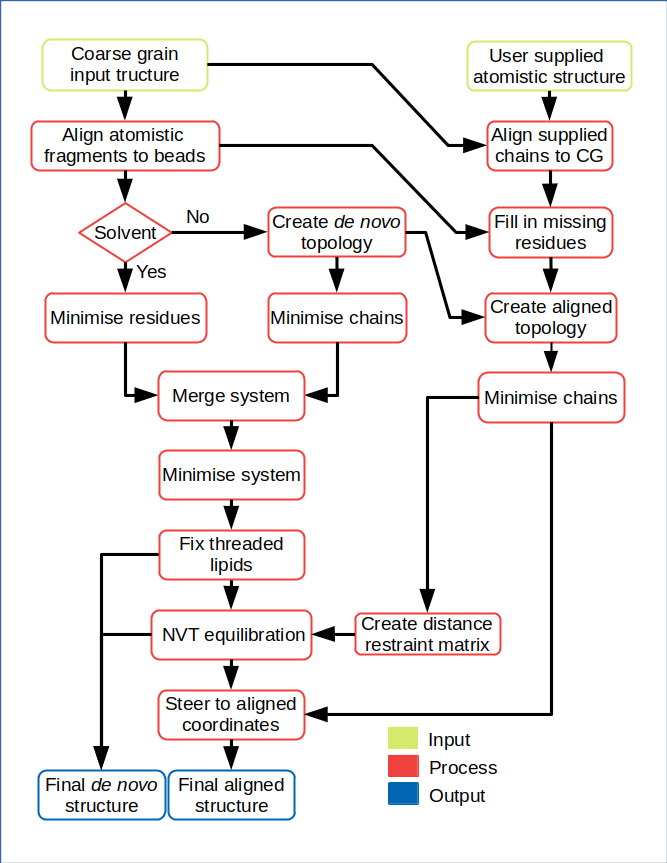 Coarse grain
input tructure
User supplied
atomistic structure
Align atomistic
fragments to beads
Align supplied
chains to CG
Solvent
No
Yes
Create de novo
topology
Fill in missing
residues
Minimise residues
Minimise chains
Create aligned
topology
Merge system
Minimise chains
Minimise system
Fix threaded
lipids
NVT equilibration
Create distance
restraint matrix
Steer to aligned
coordinates
Final de novo
structure
Final aligned
structure
Input
Process
Output